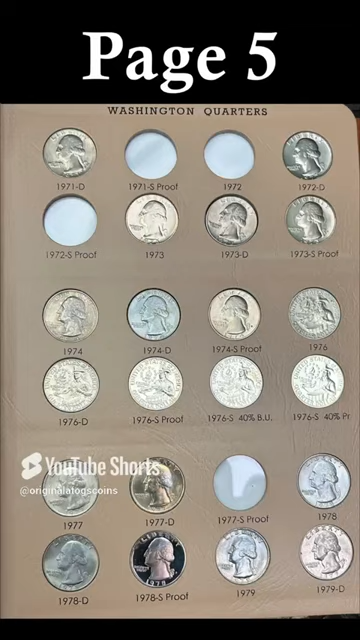 Page 5
WASHINGTON QUARTERS
1971-D 1971-S Proof 1972 1972-D
1972-S Proof 1973 1973-D 1973-S Proof
1974 1974-D 1974-S Proof 1976
1976-D 1976-S Proof 1976-S 40% B.U. 1976-S 40% Pr
YouTube Shorts
@originalatogscoins
1977 1977-D 1977-S Proof 1978
1978-D 1978-S Proof 1979 1979-D